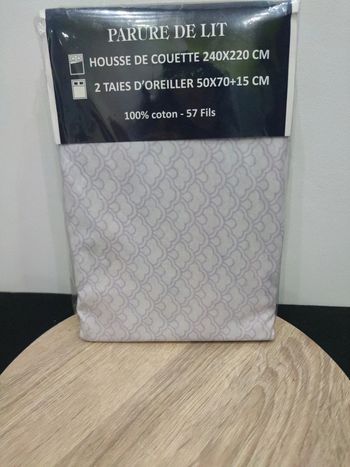 PARURE DE LIT
HOUSSE DE COUETTE 240X220 CM
2 TAIES D'OREILLER 50X70+15 CM
100% coton - 57 Fils